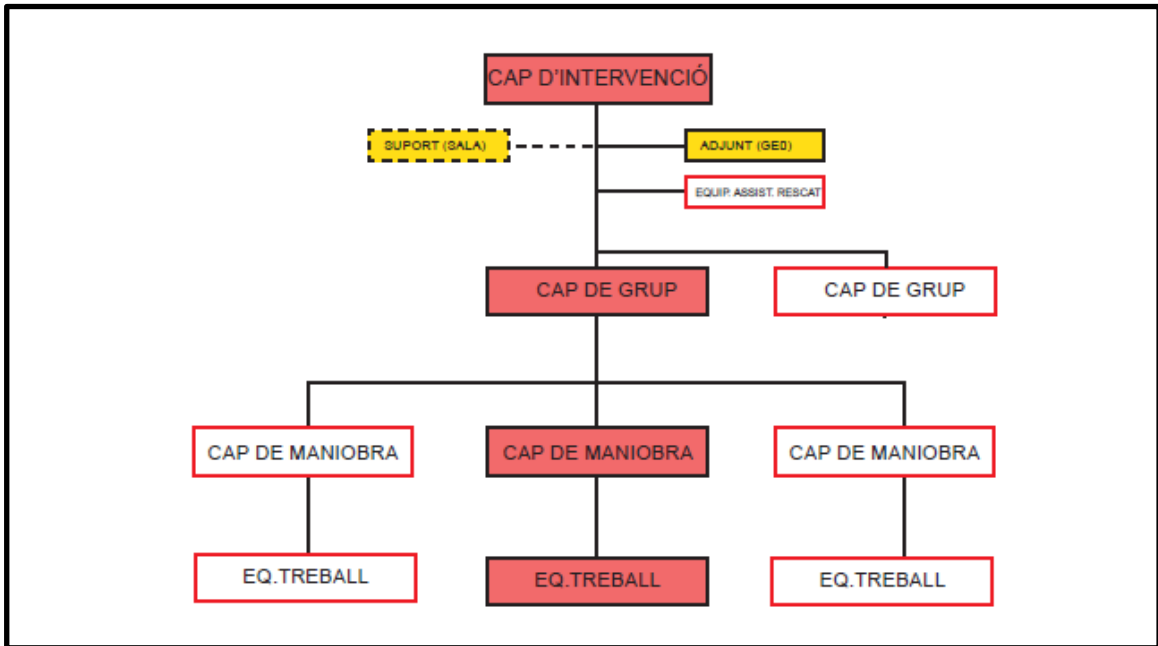 CAP D'INTERVENCIÓ
SUPORT (SALA)
ADJUNT (GE0)
EQUIP. ASSIST. RESCAT
CAP DE GRUP
CAP DE GRUP
CAP DE MANIOBRA
CAP DE MANIOBRA
CAP DE MANIOBRA
EQ.TREBALL
EQ.TREBALL
EQ.TREBALL